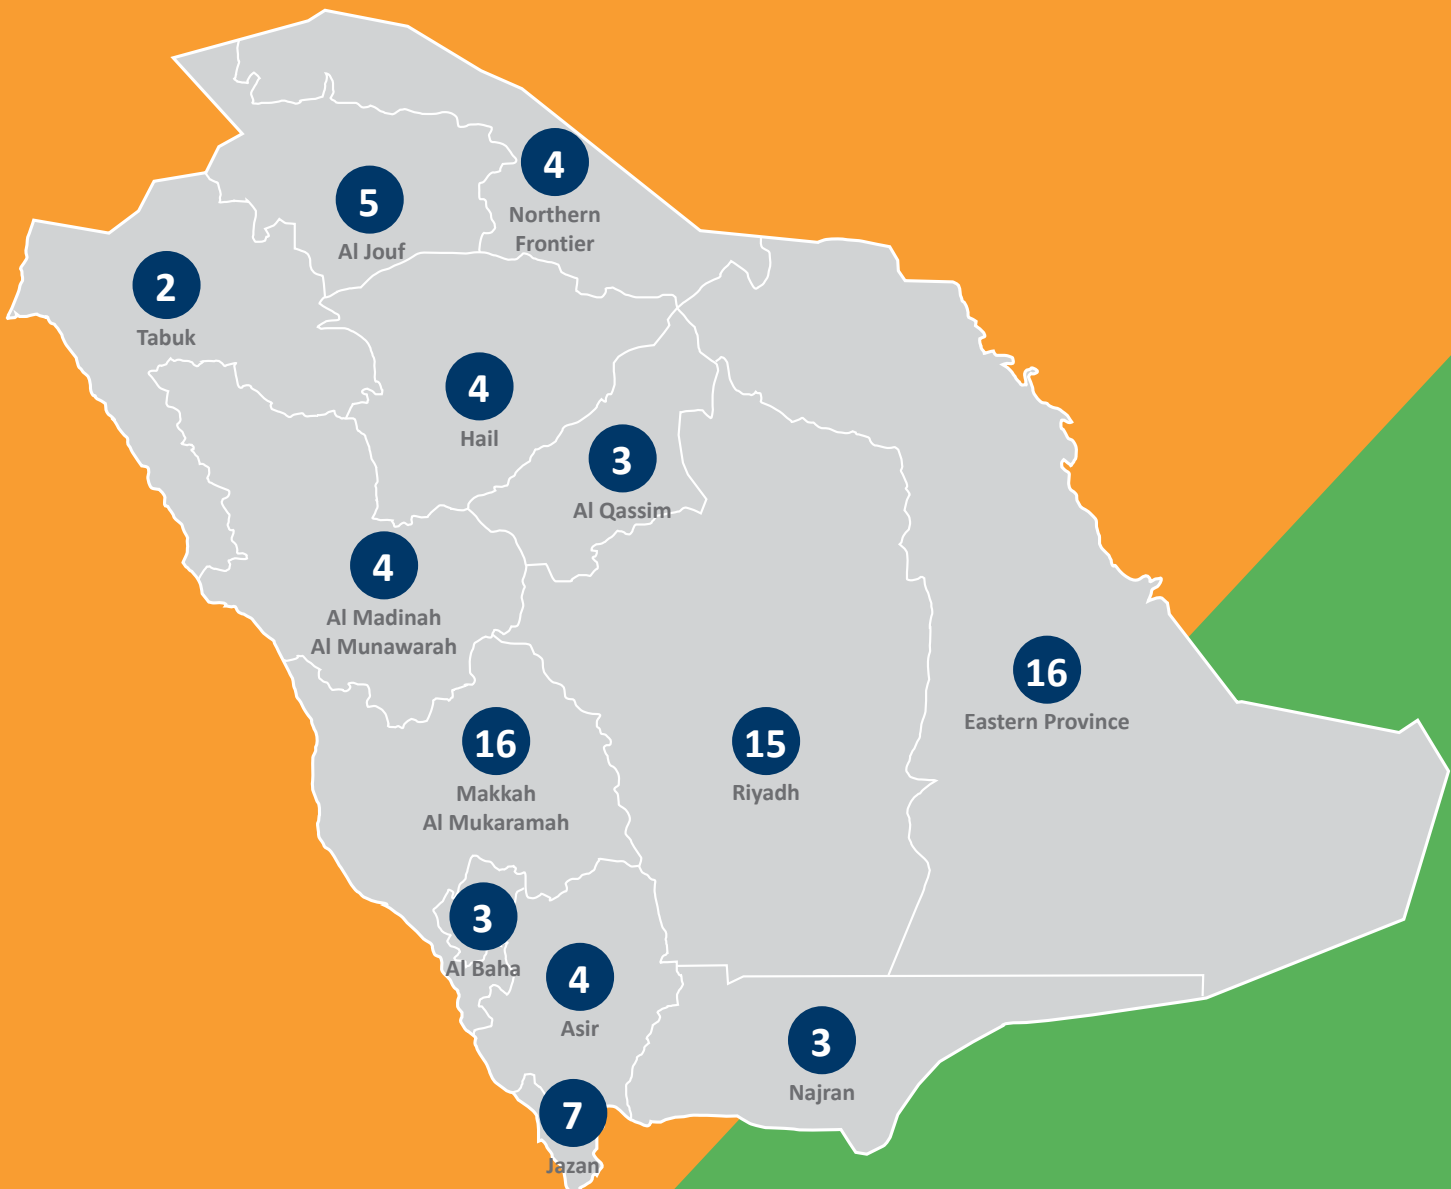 4
Northern
Frontier
5
Al Jouf
2
Tabuk
4
Hail
3
Al Qassim
4
Al Madinah
Al Munawarah
16
Eastern Province
16
Makkah
Al Mukaramah
15
Riyadh
3
Al Baha
4
Asir
3
Najran
7
Jazan